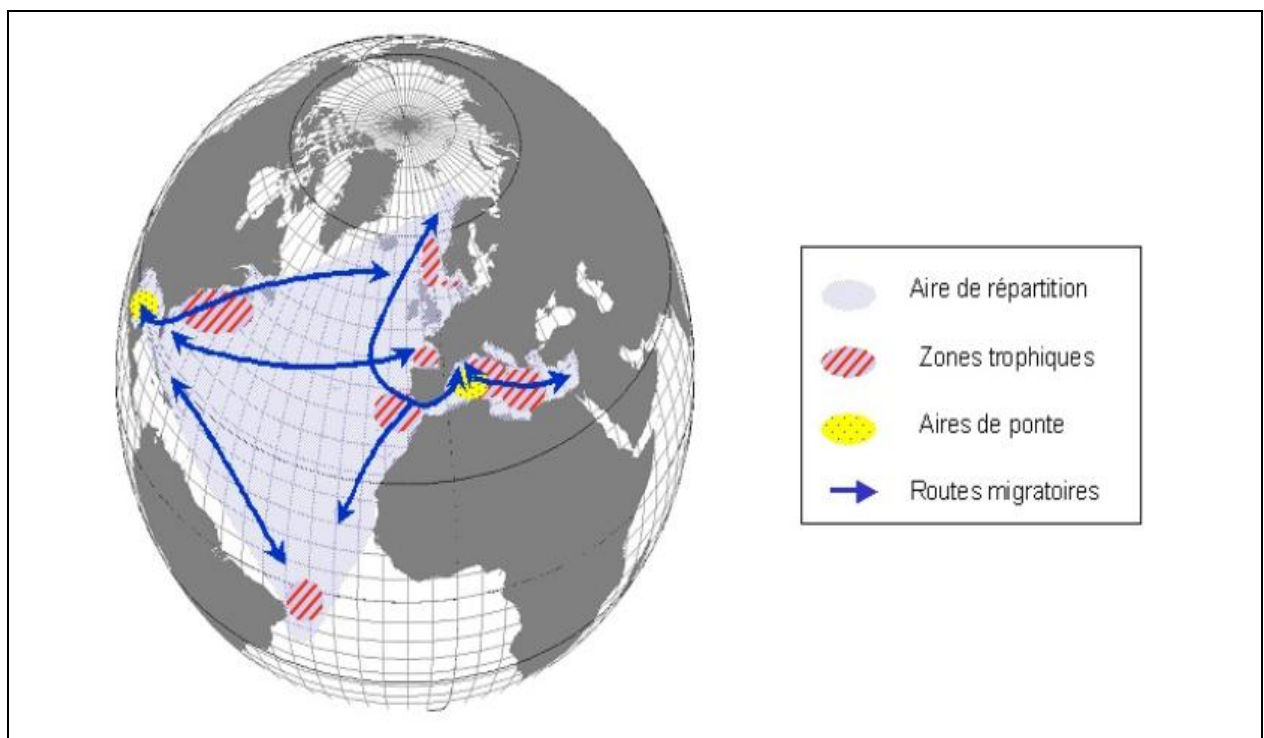 Aire de répartition
Zones trophiques
Aires de ponte
Routes migratoires